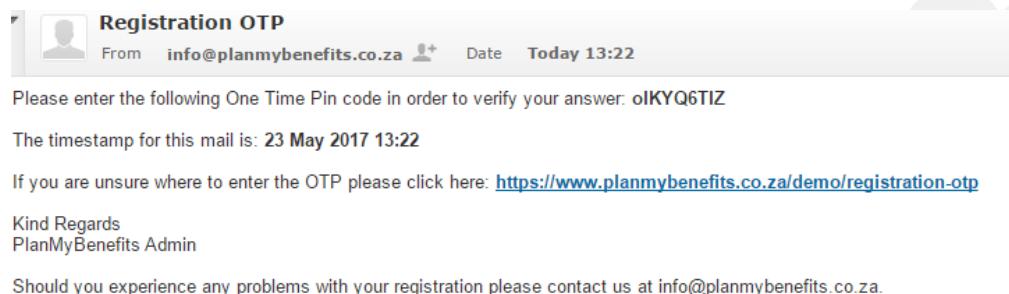 Registration OTP
From info@planmybenefits.co.za Date Today 13:22
Please enter the following One Time Pin code in order to verify your answer: oIKYQ6TIZ
The timestamp for this mail is: 23 May 2017 13:22
If you are unsure where to enter the OTP please click here: https://www.planmybenefits.co.za/demo/registration-otp
Kind Regards
PlanMyBenefits Admin
Should you experience any problems with your registration please contact us at info@planmybenefits.co.za.